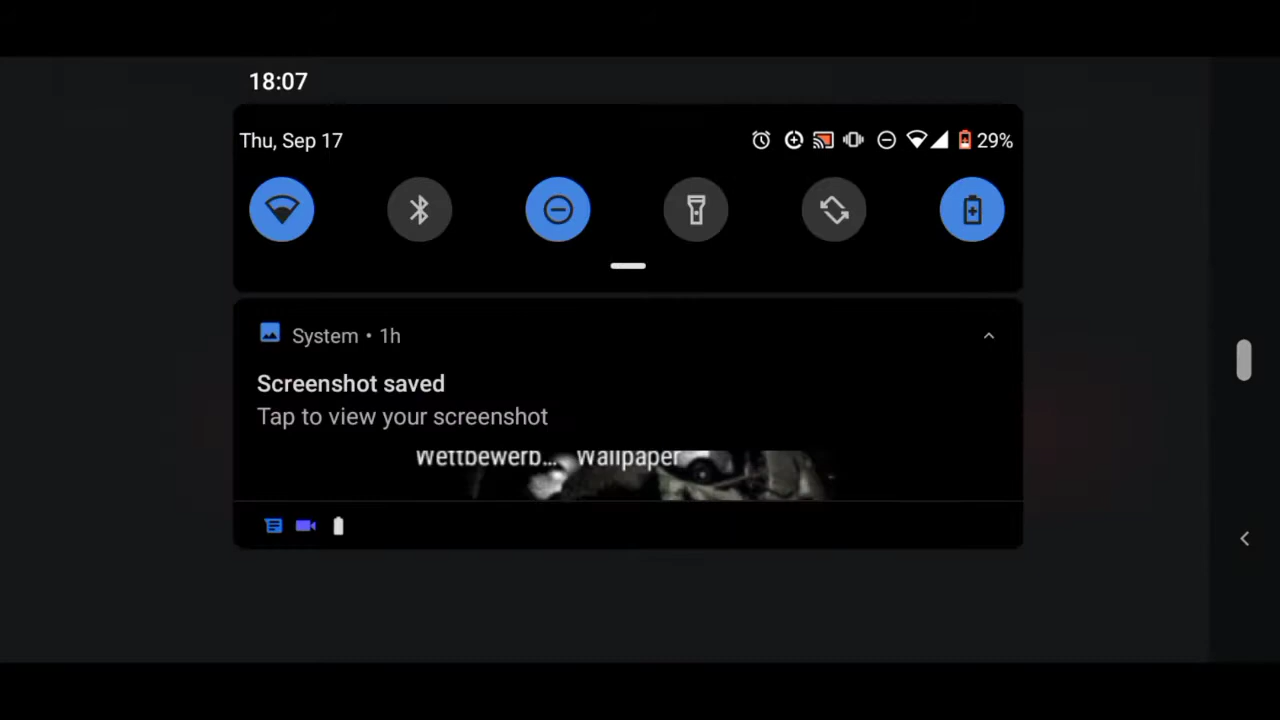 18:07
Thu, Sep 17
29%
System • 1h
Screenshot saved
Tap to view your screenshot
Wettbewerb... Wallpaper